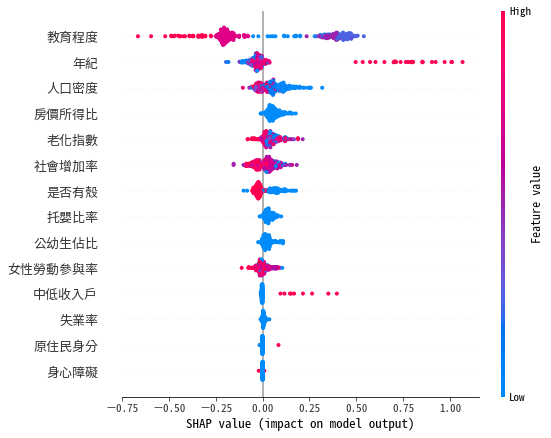 High
教育程度
年紀
人口密度
房價所得比
老化指數
社會增加率
是否有殼
托嬰比率
公幼生佔比
女性勞動參與率
中低收入戶
失業率
原住民身分
身心障礙
Feature value
Low
−0.75 −0.50 −0.25 0.00 0.25 0.50 0.75 1.00
SHAP value (impact on model output)